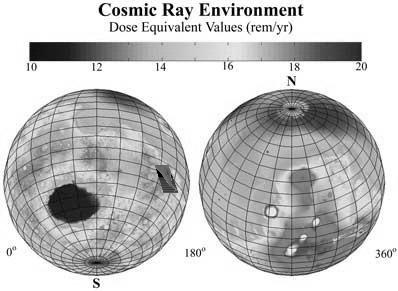 Cosmic Ray Environment
Dose Equivalent Values (rem/yr)
10 12 14 16 18 20
N
0° 180° 360°
S